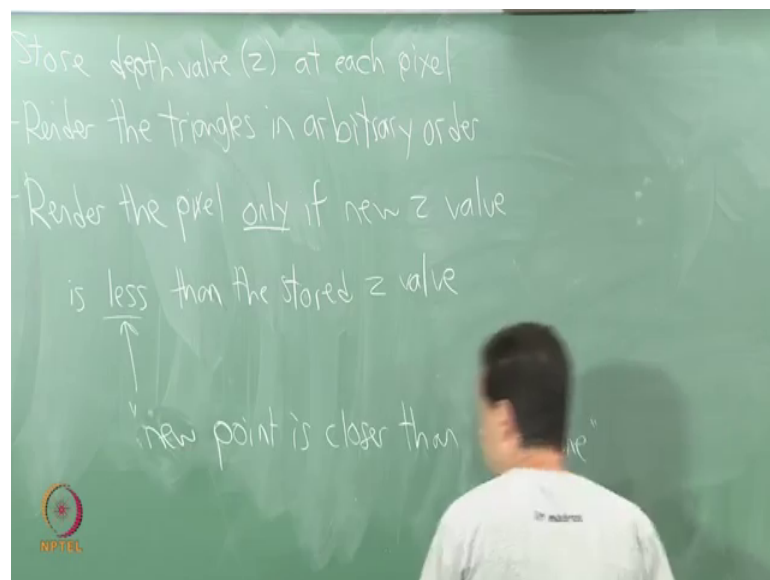 Store depth value (z) at each pixel
-Render the triangles in arbitrary order
-Render the pixel only if new z value
is less than the stored z value
"new point is closer than
NPTEL